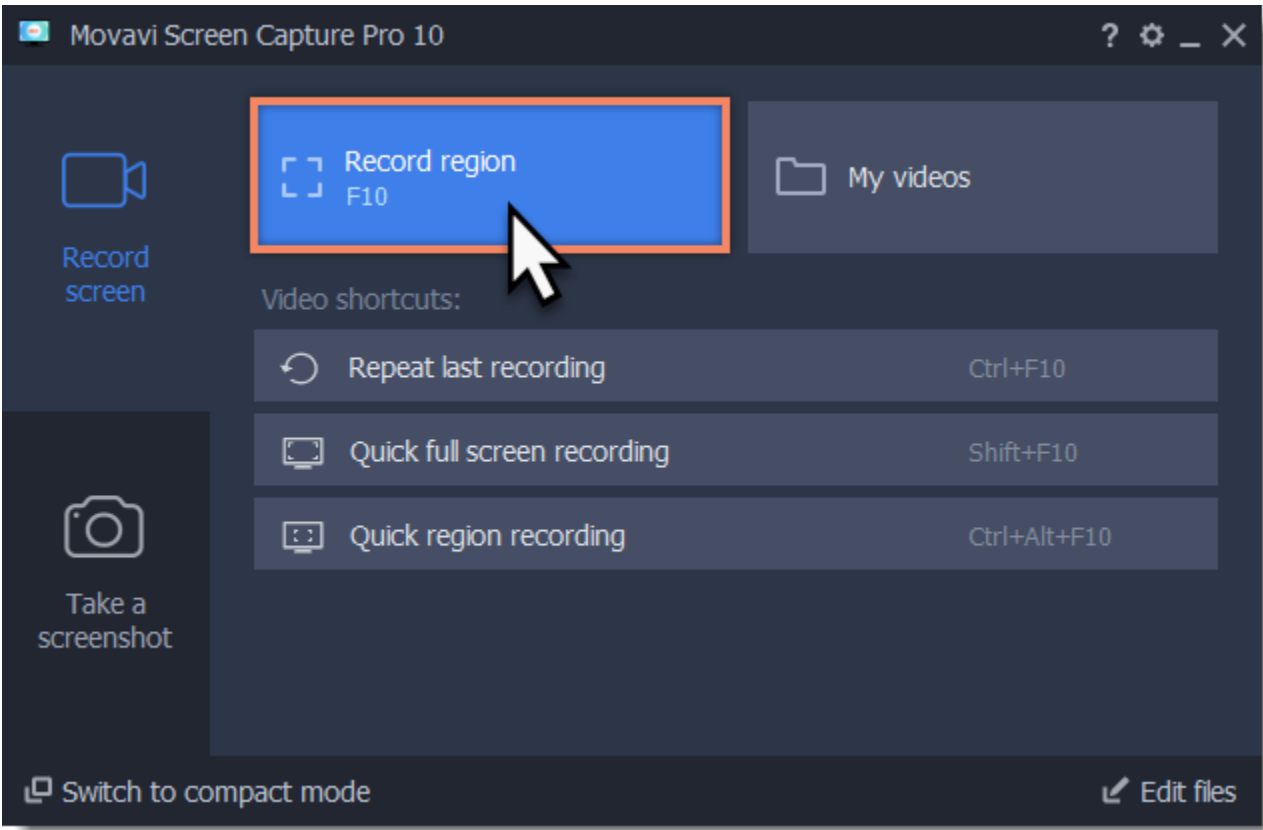 Movavi Screen Capture Pro 10
?
Record region
F10
My videos
Record
screen
Video shortcuts:
Repeat last recording Ctrl+F10
Quick full screen recording Shift+F10
Quick region recording Ctrl+Alt+F10
Take a
screenshot
Switch to compact mode
Edit files